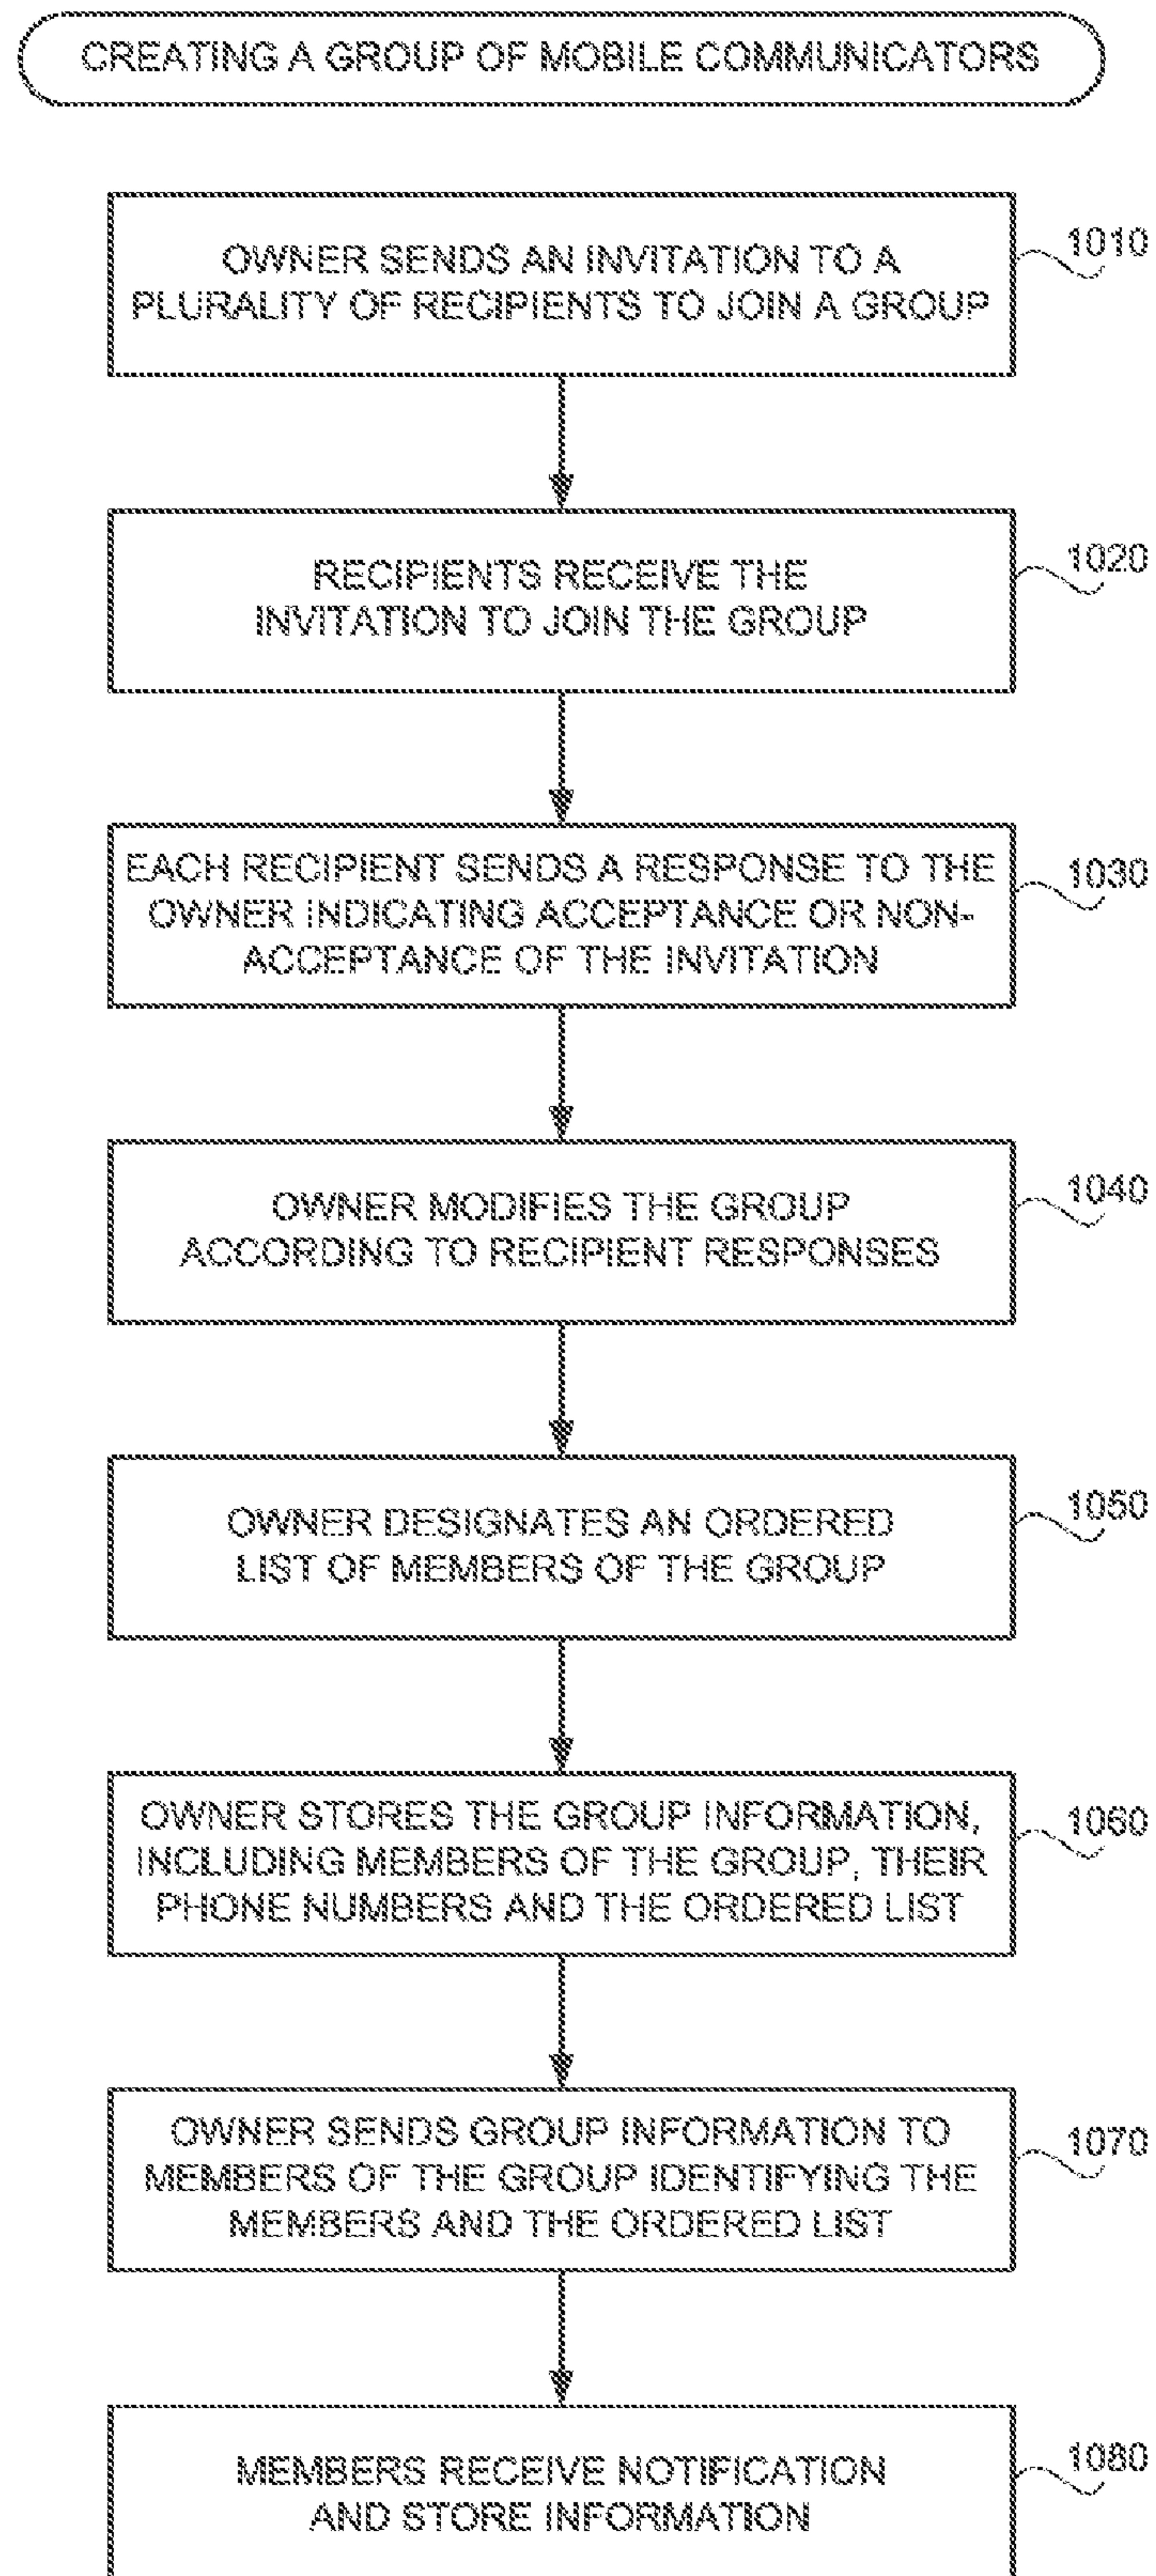 CREATING A GROUP OF MOBILE COMMUNICATORS
OWNER SENDS AN INVITATION TO A
PLURALITY OF RECIPIENTS TO JOIN A GROUP
1010
RECIPIENTS RECEIVE THE
INVITATION TO JOIN THE GROUP
1020
EACH RECIPIENT SENDS A RESPONSE TO THE
OWNER INDICATING ACCEPTANCE OR NON-
ACCEPTANCE OF THE INVITATION
1030
OWNER MODIFIES THE GROUP
ACCORDING TO RECIPIENT RESPONSES
1040
OWNER DESIGNATES AN ORDERED
LIST OF MEMBERS OF THE GROUP
1050
OWNER STORES THE GROUP INFORMATION,
INCLUDING MEMBERS OF THE GROUP, THEIR
PHONE NUMBERS AND THE ORDERED LIST
1060
OWNER SENDS GROUP INFORMATION TO
MEMBERS OF THE GROUP IDENTIFYING THE
MEMBERS AND THE ORDERED LIST
1070
MEMBERS RECEIVE NOTIFICATION
AND STORE INFORMATION
1080